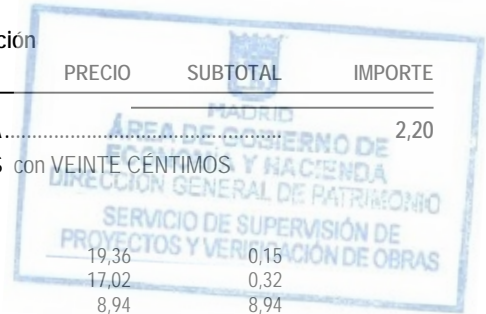 ción
PRECIO SUBTOTAL IMPORTE
A........................................................ 2,20
S con VEINTE CÉNTIMOS
MADRID
ÁREA DE GOBIERNO DE
ECONOMÍA Y HACIENDA
DIRECCIÓN GENERAL DE PATRIMONIO
SERVICIO DE SUPERVISIÓN DE
PROYECTOS Y VERIFICACIÓN DE OBRAS
19,36 0,15
17,02 0,32
8,94 8,94